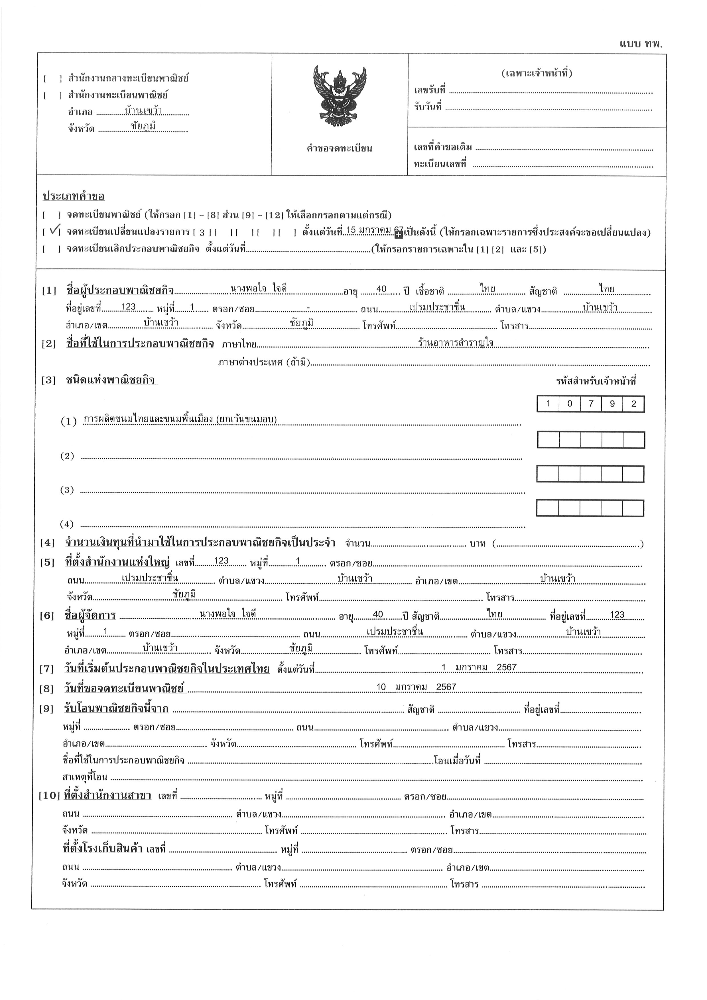 แบบ ทพ.
[ ] สำนักงานกลางทะเบียนพาณิชย์
[ ] สำนักงานทะเบียนพาณิชย์
อำเภอ ............บ้านเขว้า............
จังหวัด ............ชัยภูมิ............
คำขอจดทะเบียน
(เฉพาะเจ้าหน้าที่)
เลขรับที่ ........................
รับวันที่ ........................
เลขที่คำขอเดิม ........................
ทะเบียนเลขที่ ........................
ประเภทคำขอ
[ ] จดทะเบียนพาณิชย์ (ให้กรอก [1] - [8] ส่วน [9] - [12] ให้เลือกกรอกตามแต่กรณี)
[ ✓ ] จดทะเบียนเปลี่ยนแปลงรายการ [ 3 ] [ ] [ ] [ ] [ ] ตั้งแต่วันที่ 15 มกราคม 67 เป็นดังนี้ (ให้กรอกเฉพาะรายการซึ่งประสงค์จะขอเปลี่ยนแปลง)
[ ] จดทะเบียนเลิกประกอบพาณิชยกิจ ตั้งแต่วันที่........................(ให้กรอกรายการเฉพาะใน [1] [2] และ [5])
[1] ชื่อผู้ประกอบพาณิชยกิจ............นางพอใจ ใจดี............อายุ ......40...... ปี เชื้อชาติ ............ไทย............ สัญชาติ ............ไทย............
ที่อยู่เลขที่......123...... หมู่ที่......1...... ตรอก/ซอย............-............ ถนน............เปรมประชาชื่น............ ตำบล/แขวง............บ้านเขว้า............
อำเภอ/เขต............บ้านเขว้า............ จังหวัด............ชัยภูมิ............ โทรศัพท์........................ โทรสาร........................
[2] ชื่อที่ใช้ในการประกอบพาณิชยกิจ ภาษาไทย............ร้านอาหารสำราญใจ............
ภาษาต่างประเทศ (ถ้ามี)........................
[3] ชนิดแห่งพาณิชยกิจ รหัสสำหรับเจ้าหน้าที่
1 0 7 9 2
(1) การผลิตขนมไทยและขนมพื้นเมือง (ยกเว้นขนมอบ)............
(2) ........................
(3) ........................
(4) ........................
[4] จำนวนเงินทุนที่นำมาใช้ในการประกอบพาณิชยกิจเป็นประจำ จำนวน........................ บาท (........................)
[5] ที่ตั้งสำนักงานแห่งใหญ่ เลขที่......123...... หมู่ที่......1...... ตรอก/ซอย........................
ถนน............เปรมประชาชื่น............ ตำบล/แขวง............บ้านเขว้า............ อำเภอ/เขต............บ้านเขว้า............
จังหวัด............ชัยภูมิ............ โทรศัพท์........................ โทรสาร........................
[6] ชื่อผู้จัดการ ............นางพอใจ ใจดี............ อายุ......40......ปี สัญชาติ............ไทย............ ที่อยู่เลขที่......123......
หมู่ที่......1...... ตรอก/ซอย........................ ถนน............เปรมประชาชื่น............ ตำบล/แขวง............บ้านเขว้า............
อำเภอ/เขต............บ้านเขว้า............ จังหวัด............ชัยภูมิ............ โทรศัพท์........................ โทรสาร........................
[7] วันที่เริ่มต้นประกอบพาณิชยกิจในประเทศไทย ตั้งแต่วันที่............1 มกราคม 2567............
[8] วันที่ขอจดทะเบียนพาณิชย์ ............10 มกราคม 2567............
[9] รับโอนพาณิชยกิจนี้จาก ........................ สัญชาติ ........................ ที่อยู่เลขที่........................
หมู่ที่ ............ ตรอก/ซอย........................ ถนน........................ ตำบล/แขวง........................
อำเภอ/เขต........................ จังหวัด........................ โทรศัพท์........................ โทรสาร........................
ชื่อที่ใช้ในการประกอบพาณิชยกิจ ........................โอนเมื่อวันที่ ........................
สาเหตุที่โอน ........................
[10] ที่ตั้งสำนักงานสาขา เลขที่ ........................ หมู่ที่ ........................ ตรอก/ซอย........................
ถนน ........................ ตำบล/แขวง........................ อำเภอ/เขต........................
จังหวัด ........................ โทรศัพท์ ........................ โทรสาร........................
ที่ตั้งโรงเก็บสินค้า เลขที่ ........................ หมู่ที่ ........................ ตรอก/ซอย........................
ถนน ........................ ตำบล/แขวง........................ อำเภอ/เขต........................
จังหวัด ........................ โทรศัพท์ ........................ โทรสาร ........................